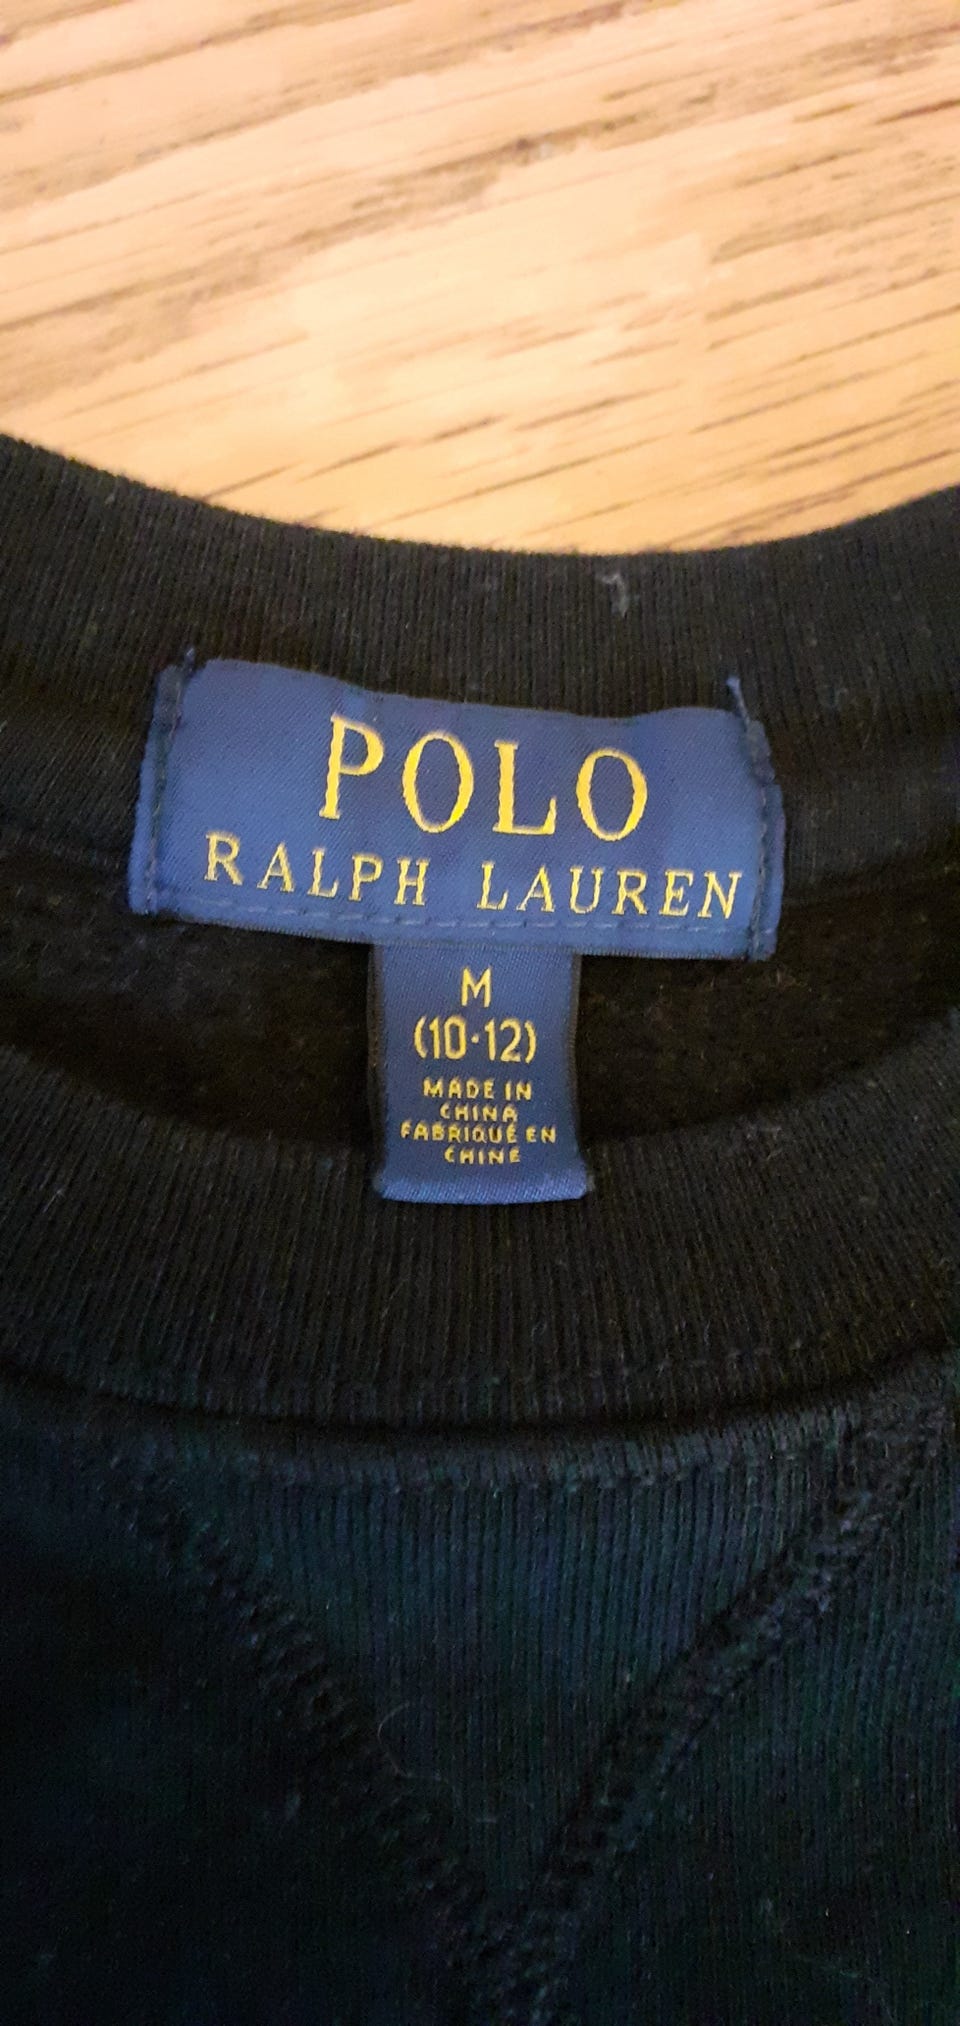 POLO
RALPH LAUREN
M
(10·12)
MADE IN
CHINA
FABRIQUÉ EN
CHINE